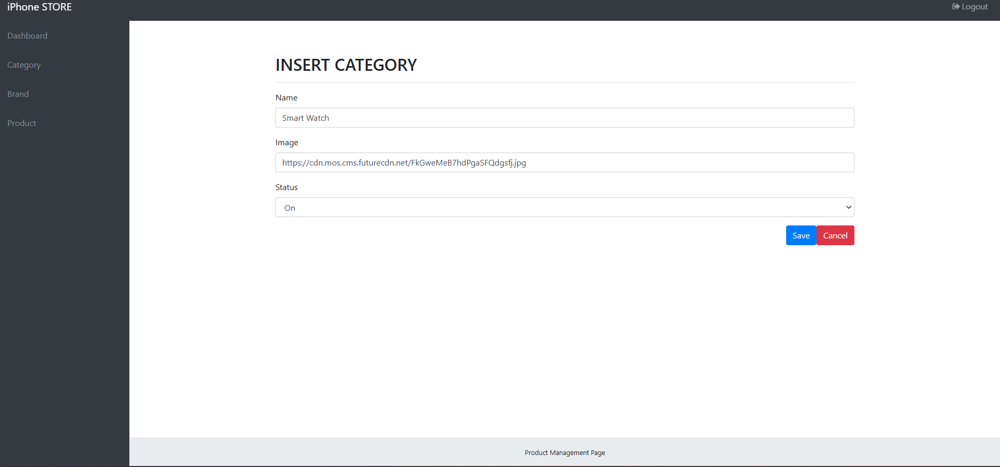 iPhone STORE
Logout
Dashboard
Category
Brand
Product
INSERT CATEGORY
Name
Smart Watch
Image
https://cdn.mos.cms.futurecdn.net/FkGweMeB7hdPgaSFQdgsfj.jpg
Status
On
Save Cancel
Product Management Page